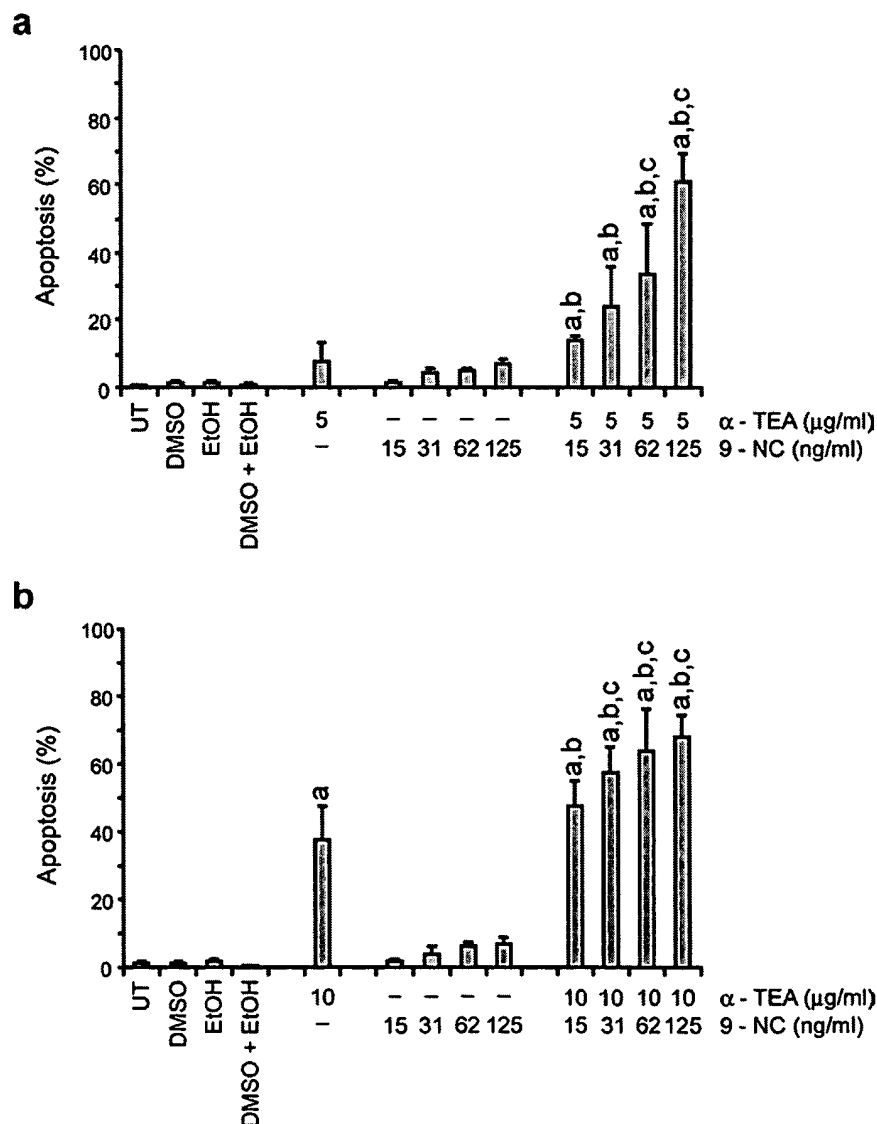 a
100
80
60
40
20
0
Apoptosis (%)
a,b
a,b
a,b,c
a,b,c
UT
DMSO
EtOH
DMSO + EtOH
5 – – – – 5 5 5 5 α - TEA (µg/ml)
– 15 31 62 125 15 31 62 125 9 - NC (ng/ml)
b
100
80
60
40
20
0
Apoptosis (%)
a
a,b
a,b,c
a,b,c
a,b,c
UT
DMSO
EtOH
DMSO + EtOH
10 – – – – 10 10 10 10 α - TEA (µg/ml)
– 15 31 62 125 15 31 62 125 9 - NC (ng/ml)